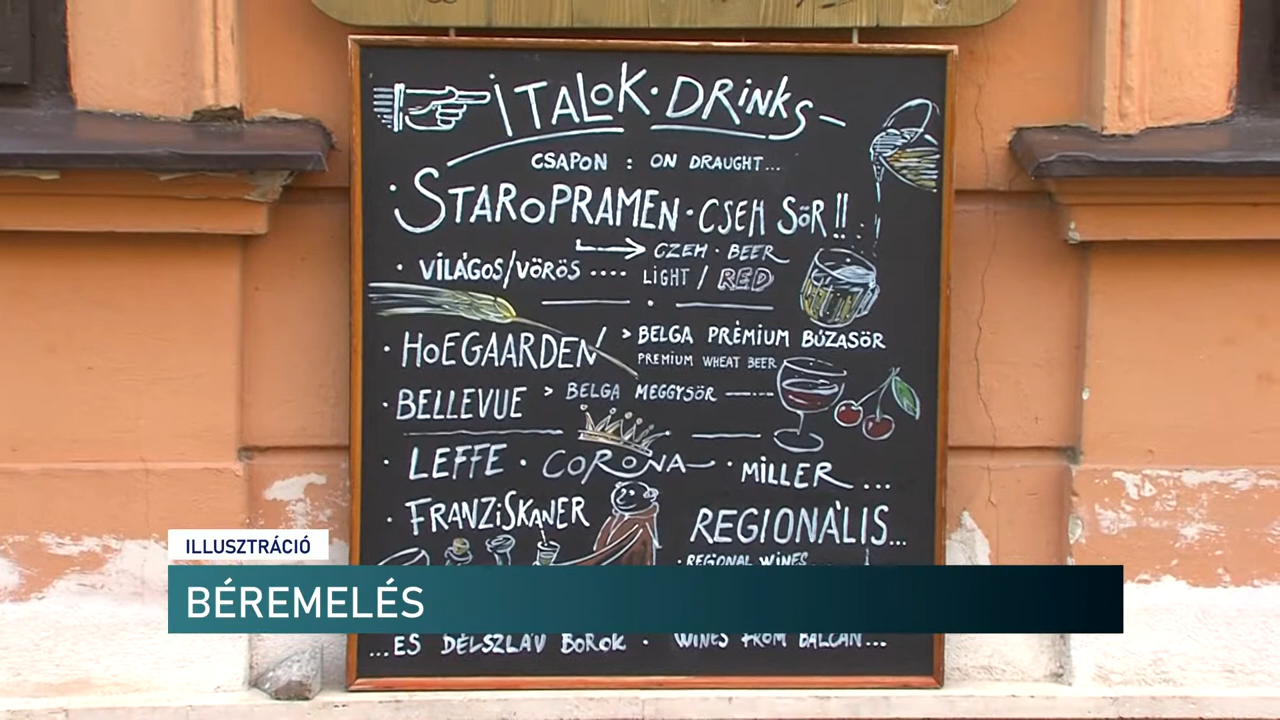 ITALOK · DRINKS
CSAPON : ON DRAUGHT...
· STAROPRAMEN · CSEH SÖR !!
CZEH · BEER
· VILÁGOS/VÖRÖS .... LIGHT / RED
· HOEGAARDEN > BELGA PRÉMIUM BÚZASÖR
PREMIUM WHEAT BEER
· BELLEVUE > BELGA MEGGYSÖR
· LEFFE · CORONA · MILLER ...
· FRANZISKANER REGIONÁLIS...
· REGIONAL WINES...
ILLUSZTRÁCIÓ
BÉREMELÉS
...ÉS DÉLSZLÁV BOROK · WINES FROM BALCAN...